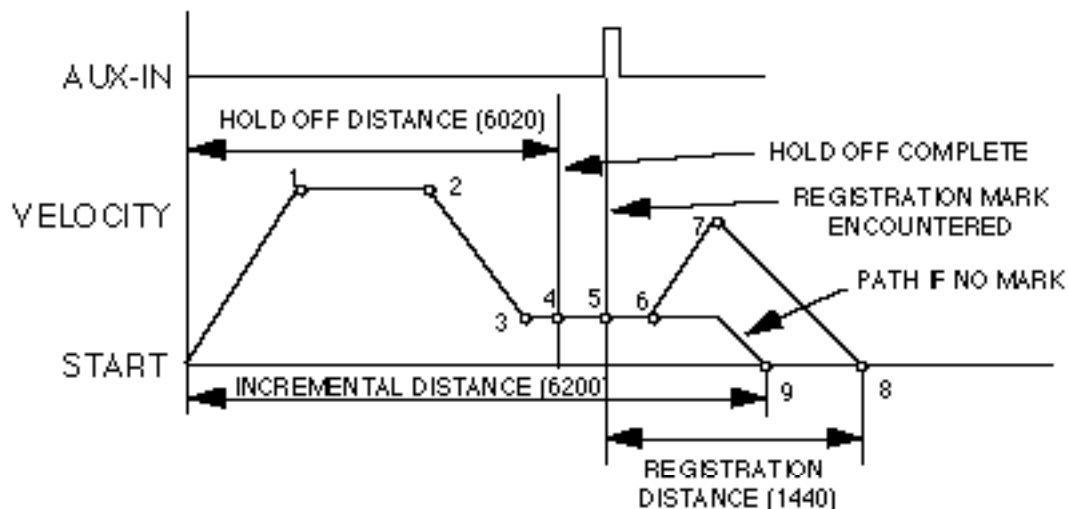 AUX-IN
HOLD OFF DISTANCE (6020)
HOLD OFF COMPLETE
1
2
VELOCITY
REGISTRATION MARK
ENCOUNTERED
7
PATH IF NO MARK
3
4
5
6
START
INCREMENTAL DISTANCE (6200)
9
8
REGISTRATION
DISTANCE (1440)